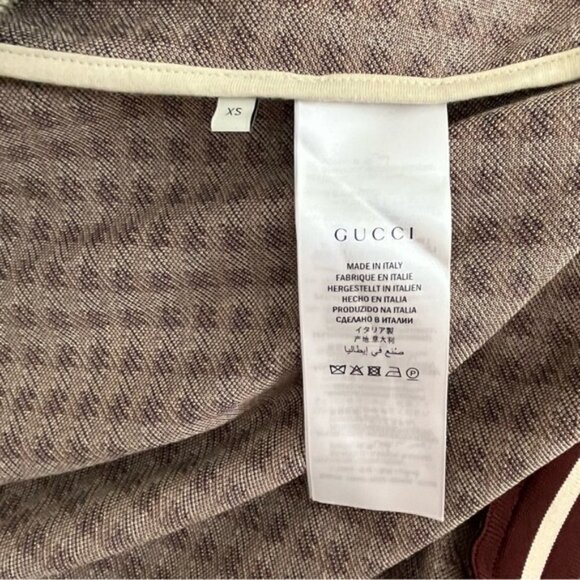 XS
GUCCI
MADE IN ITALY
FABRIQUE EN ITALIE
HERGESTELLT IN ITALIEN
HECHO EN ITALIA
PRODUZIDO NA ITÁLIA
СДЕЛАНО В ИТАЛИИ
イタリア製
产地 意大利
صنع في إيطاليا
P